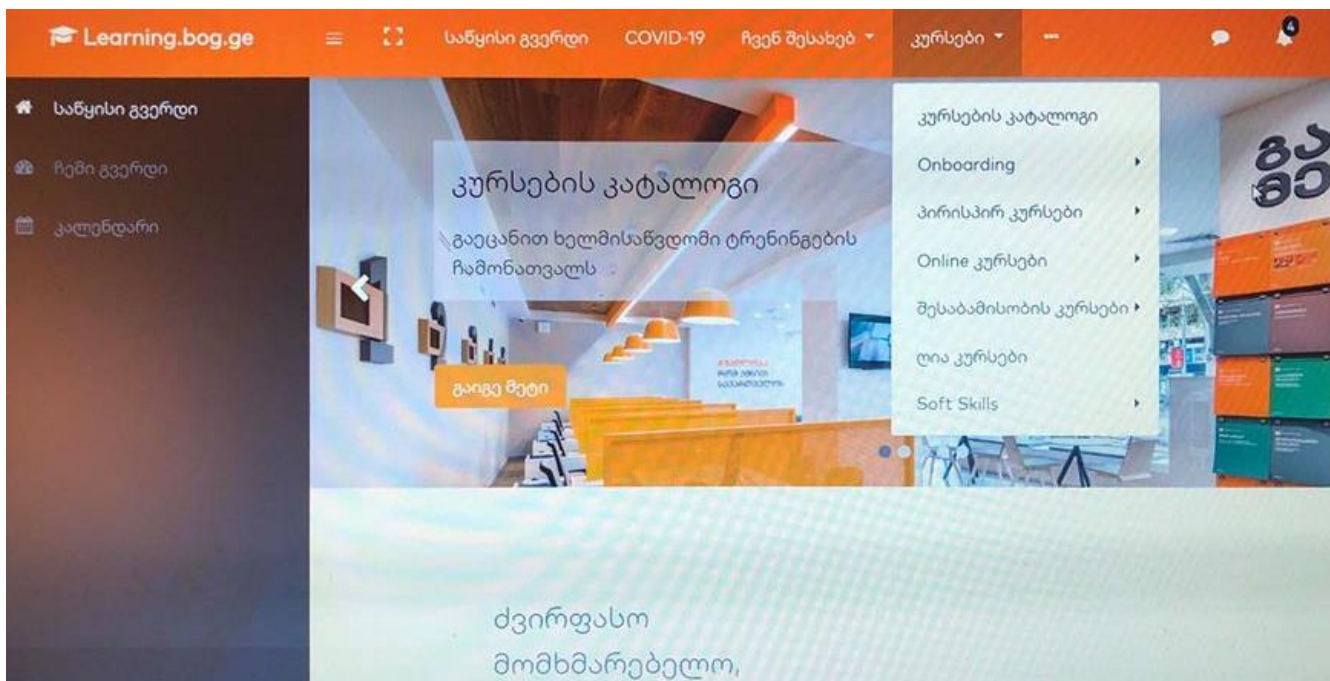 Learning.bog.ge
საწყისი გვერდი
COVID-19
ჩვენ შესახებ
კურსები
4
საწყისი გვერდი
ჩემი გვერდი
კალენდარი
კურსების კატალოგი
გაეცანით ხელმისაწვდომი ტრენინგების
ჩამონათვალს
გაიგე მეტი
კურსების კატალოგი
Onboarding
პირისპირ კურსები
Online კურსები
შესაბამისობის კურსები
ღია კურსები
Soft Skills
ძვირფასო
მომხმარებელო,